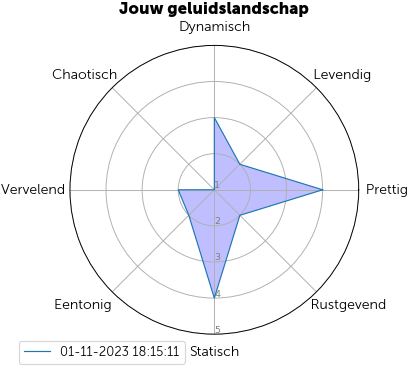 Jouw geluidslandschap
Dynamisch
Chaotisch
Levendig
Vervelend
1
Prettig
2
3
4
Eentonig
Rustgevend
5
01-11-2023 18:15:11
Statisch